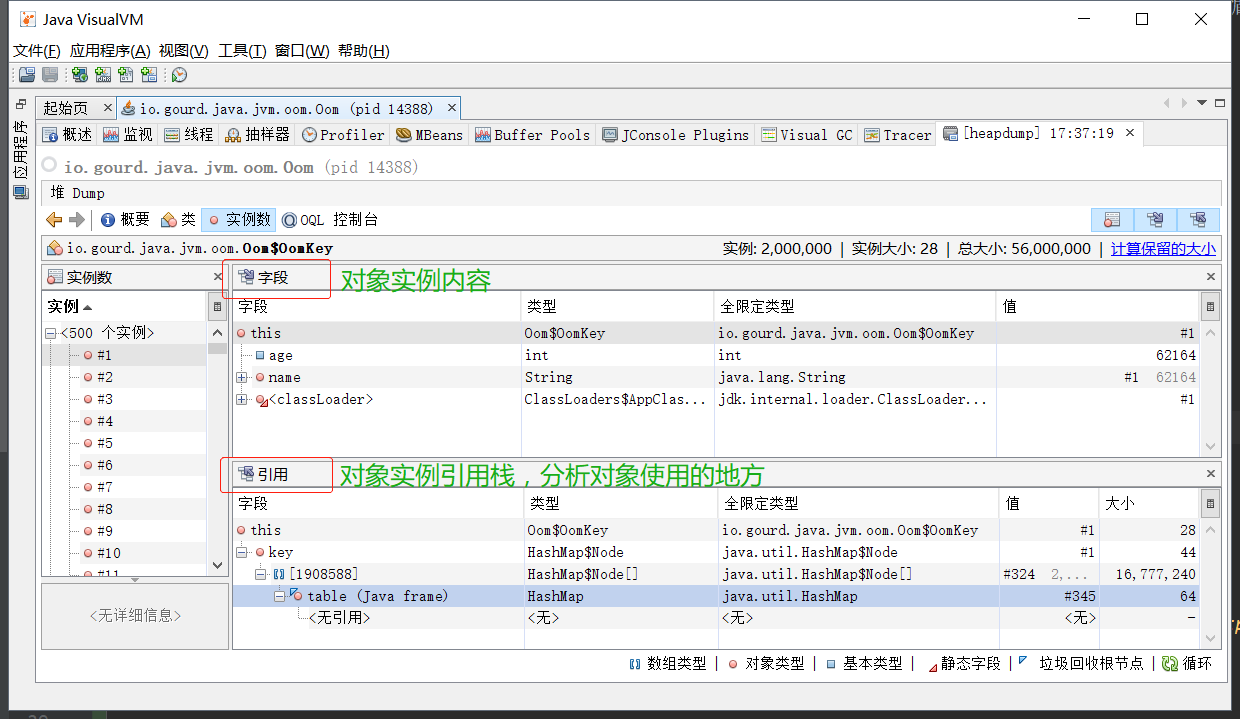 Java VisualVM
文件(F) 应用程序(A) 视图(V) 工具(T) 窗口(W) 帮助(H)
应用程序
起始页 io.gourd.java.jvm.oom.Oom (pid 14388)
概述 监视 线程 抽样器 Profiler MBeans Buffer Pools JConsole Plugins Visual GC Tracer [heapdump] 17:37:19
io.gourd.java.jvm.oom.Oom (pid 14388)
堆 Dump
概要 类 实例数 OQL 控制台
io.gourd.java.jvm.oom.Oom$OomKey 实例: 2,000,000 | 实例大小: 28 | 总大小: 56,000,000 | 计算保留的大小
实例数
实例
<500 个实例>
#1
#2
#3
#4
#5
#6
#7
#8
#9
#10
#11
<无详细信息>
字段 对象实例内容
字段 类型 全限定类型 值
this Oom$OomKey io.gourd.java.jvm.oom.Oom$OomKey #1
age int int 62164
name String java.lang.String #1 62164
<classLoader> ClassLoaders$AppClas... jdk.internal.loader.ClassLoader... #1
引用 对象实例引用栈，分析对象使用的地方
字段 类型 全限定类型 值 大小
this Oom$OomKey io.gourd.java.jvm.oom.Oom$OomKey #1 28
key HashMap$Node java.util.HashMap$Node #1 44
[1908588] HashMap$Node[] java.util.HashMap$Node[] #324 2,... 16,777,240
table (Java frame) HashMap java.util.HashMap #345 64
<无引用> <无> <无> <无> -
数组类型 | 对象类型 | 基本类型 | 静态字段 | 垃圾回收根节点 | 循环